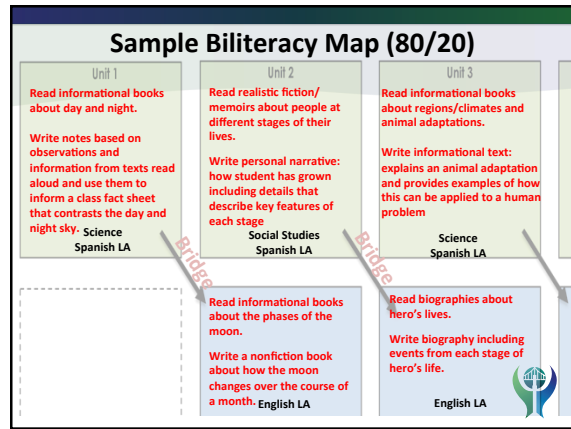 Sample Biliteracy Map (80/20)
Unit 1
Read informational books
about day and night.
Write notes based on
observations and
information from texts read
aloud and use them to
inform a class fact sheet
that contrasts the day and
night sky.
Science
Spanish LA
Unit 2
Read realistic fiction/
memoirs about people at
different stages of their
lives.
Write personal narrative:
how student has grown
including details that
describe key features of
each stage
Social Studies
Spanish LA
Unit 3
Read informational books
about regions/climates and
animal adaptations.
Write informational text:
explains an animal adaptation
and provides examples of how
this can be applied to a human
problem
Science
Spanish LA
Bridge
Bridge
Read informational books
about the phases of the
moon.
Write a nonfiction book
about how the moon
changes over the course of
a month.
English LA
Read biographies about
hero's lives.
Write biography including
events from each stage of
hero's life.
English LA